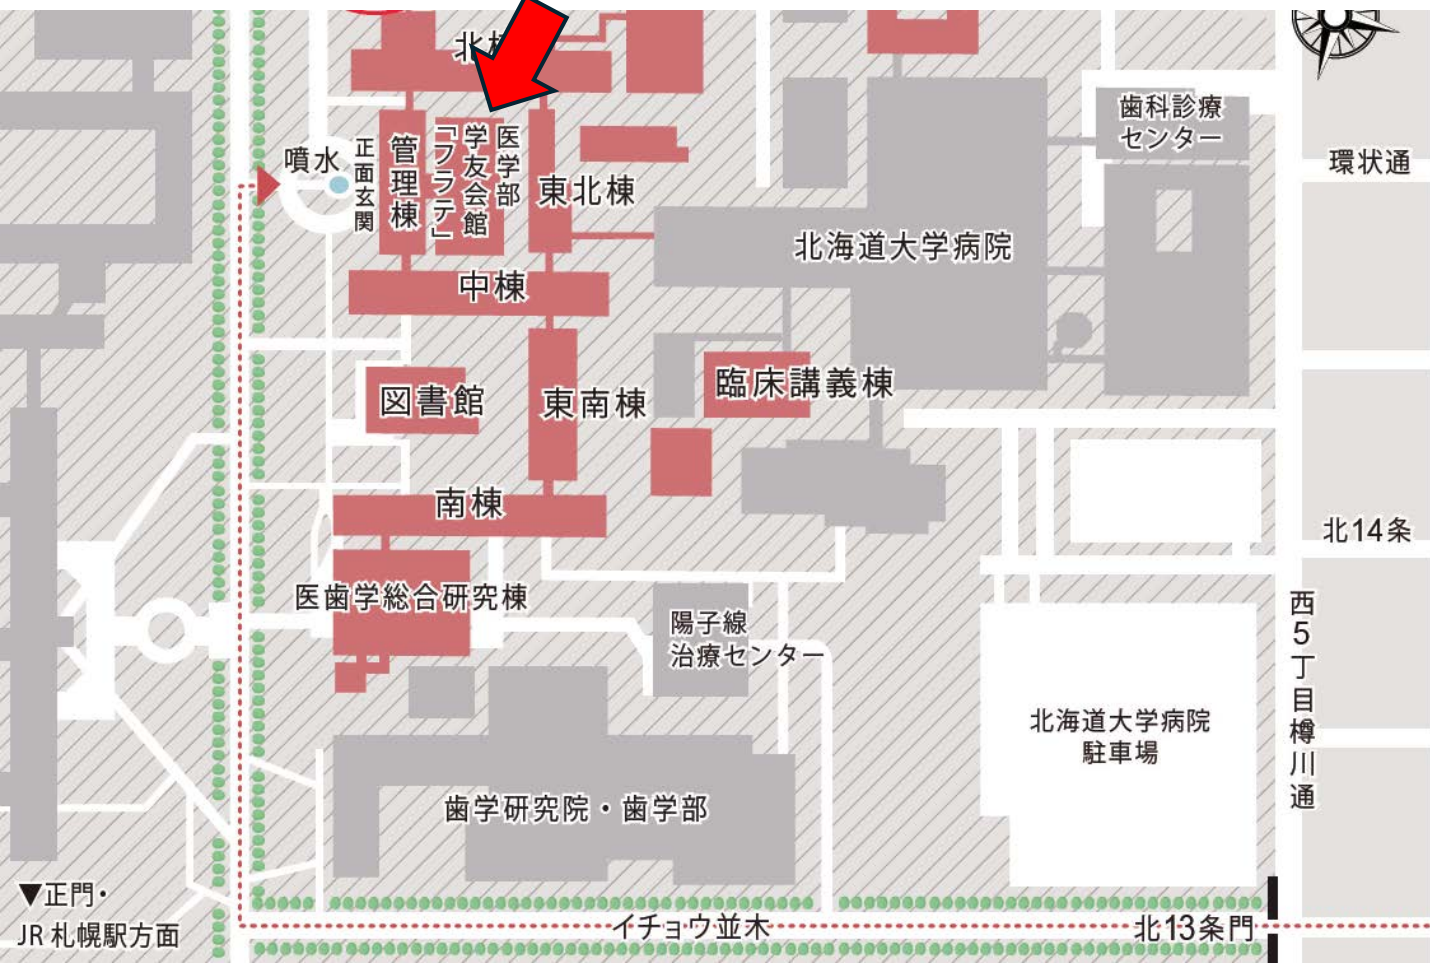 北
歯科診療
センター
環状通
噴水
正面玄関
管理棟
医学部
学友会館
「フラテ」
東北棟
北海道大学病院
中棟
図書館
東南棟
臨床講義棟
南棟
北14条
医歯学総合研究棟
陽子線
治療センター
西5丁目樽川通
北海道大学病院
駐車場
歯学研究院・歯学部
▼正門・
JR札幌駅方面
イチョウ並木
北13条門